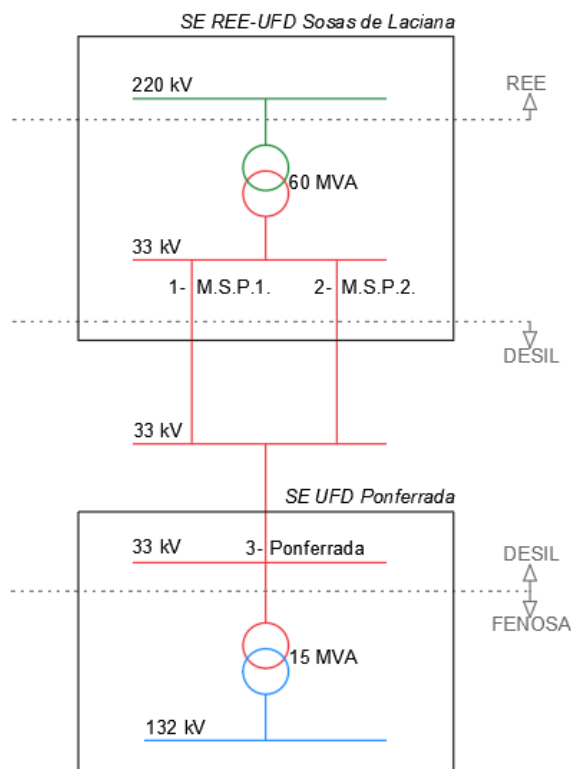 SE REE-UFD Sosas de Laciana
220 kV
REE
60 MVA
33 kV
1- M.S.P.1.
2- M.S.P.2.
DESIL
33 kV
SE UFD Ponferrada
33 kV
3- Ponferrada
DESIL
FENOSA
15 MVA
132 kV